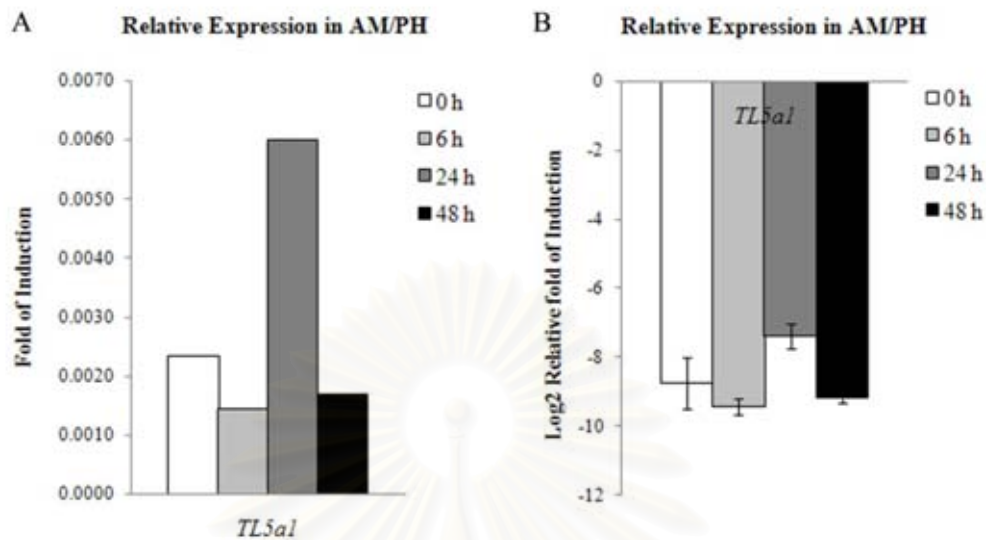 A
Relative Expression in AM/PH
Fold of Induction
0.0070
0.0060
0.0050
0.0040
0.0030
0.0020
0.0010
0.0000
TL5a1
0 h
6 h
24 h
48 h
B
Relative Expression in AM/PH
Log2 Relative fold of Induction
0
-2
-4
-6
-8
-10
-12
TL5a1
0 h
6 h
24 h
48 h